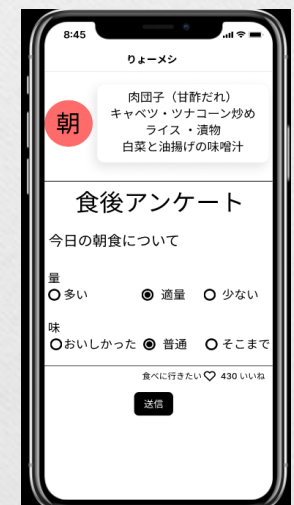 8:45
りょーメシ
朝
肉団子（甘酢だれ）
キャベツ・ツナコーン炒め
ライス ・漬物
白菜と油揚げの味噌汁
食後アンケート
今日の朝食について
量
多い 適量 少ない
味
おいしかった 普通 そこまで
食べに行きたい♡ 430 いいね
送信